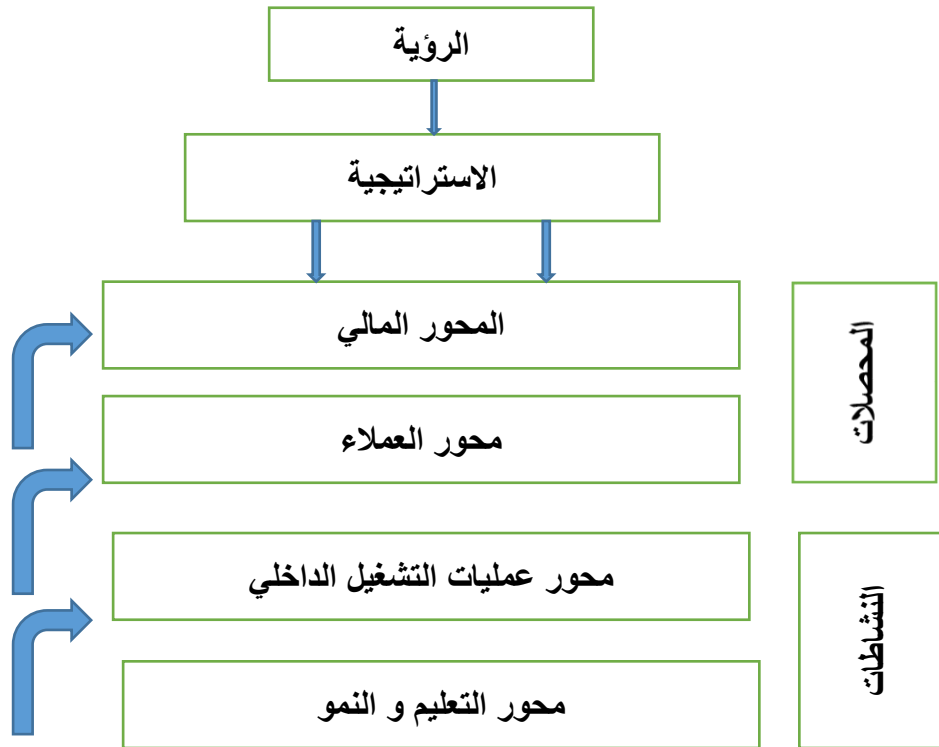 الرؤية
الاستراتيجية
المحور المالي
محور العملاء
المحصلات
محور عمليات التشغيل الداخلي
محور التعليم و النمو
النشاطات